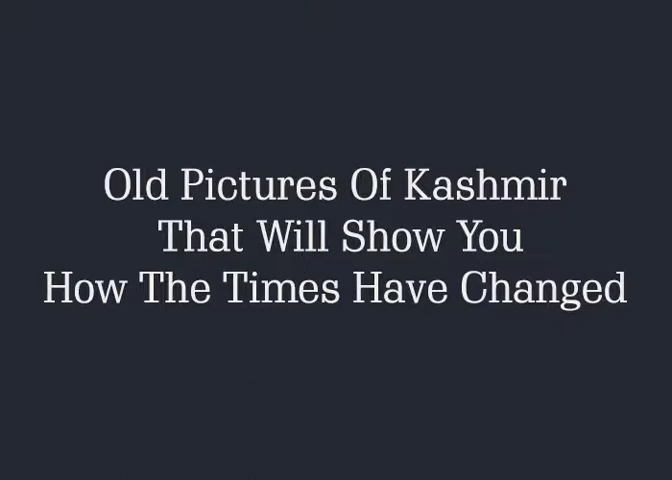 Old Pictures Of Kashmir
That Will Show You
How The Times Have Changed